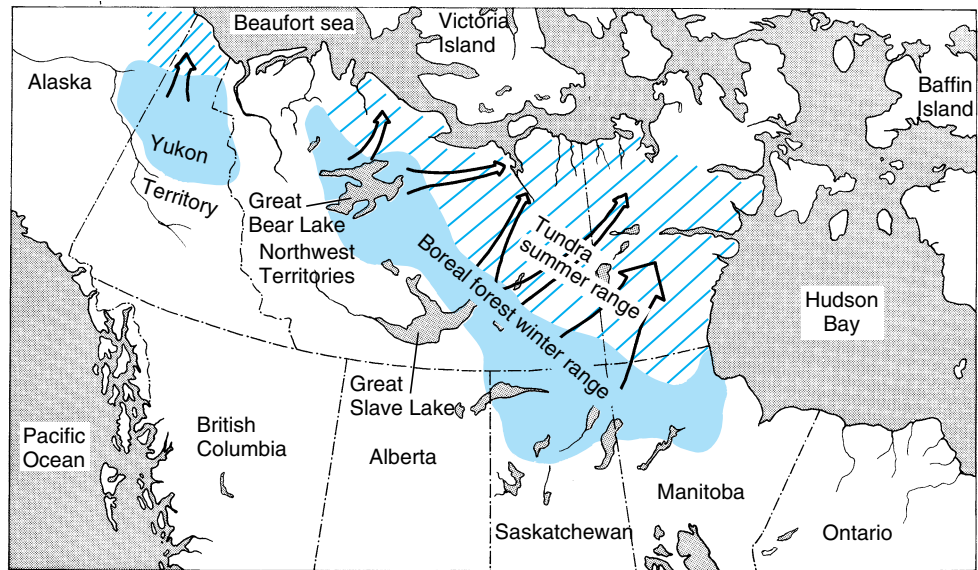 Beaufort sea
Victoria
Island
Alaska
Baffin
Island
Yukon
Territory
Great
Bear Lake
Northwest
Territories
Tundra
summer range
Boreal forest winter range
Hudson
Bay
Great
Slave Lake
Pacific
Ocean
British
Columbia
Alberta
Manitoba
Saskatchewan
Ontario